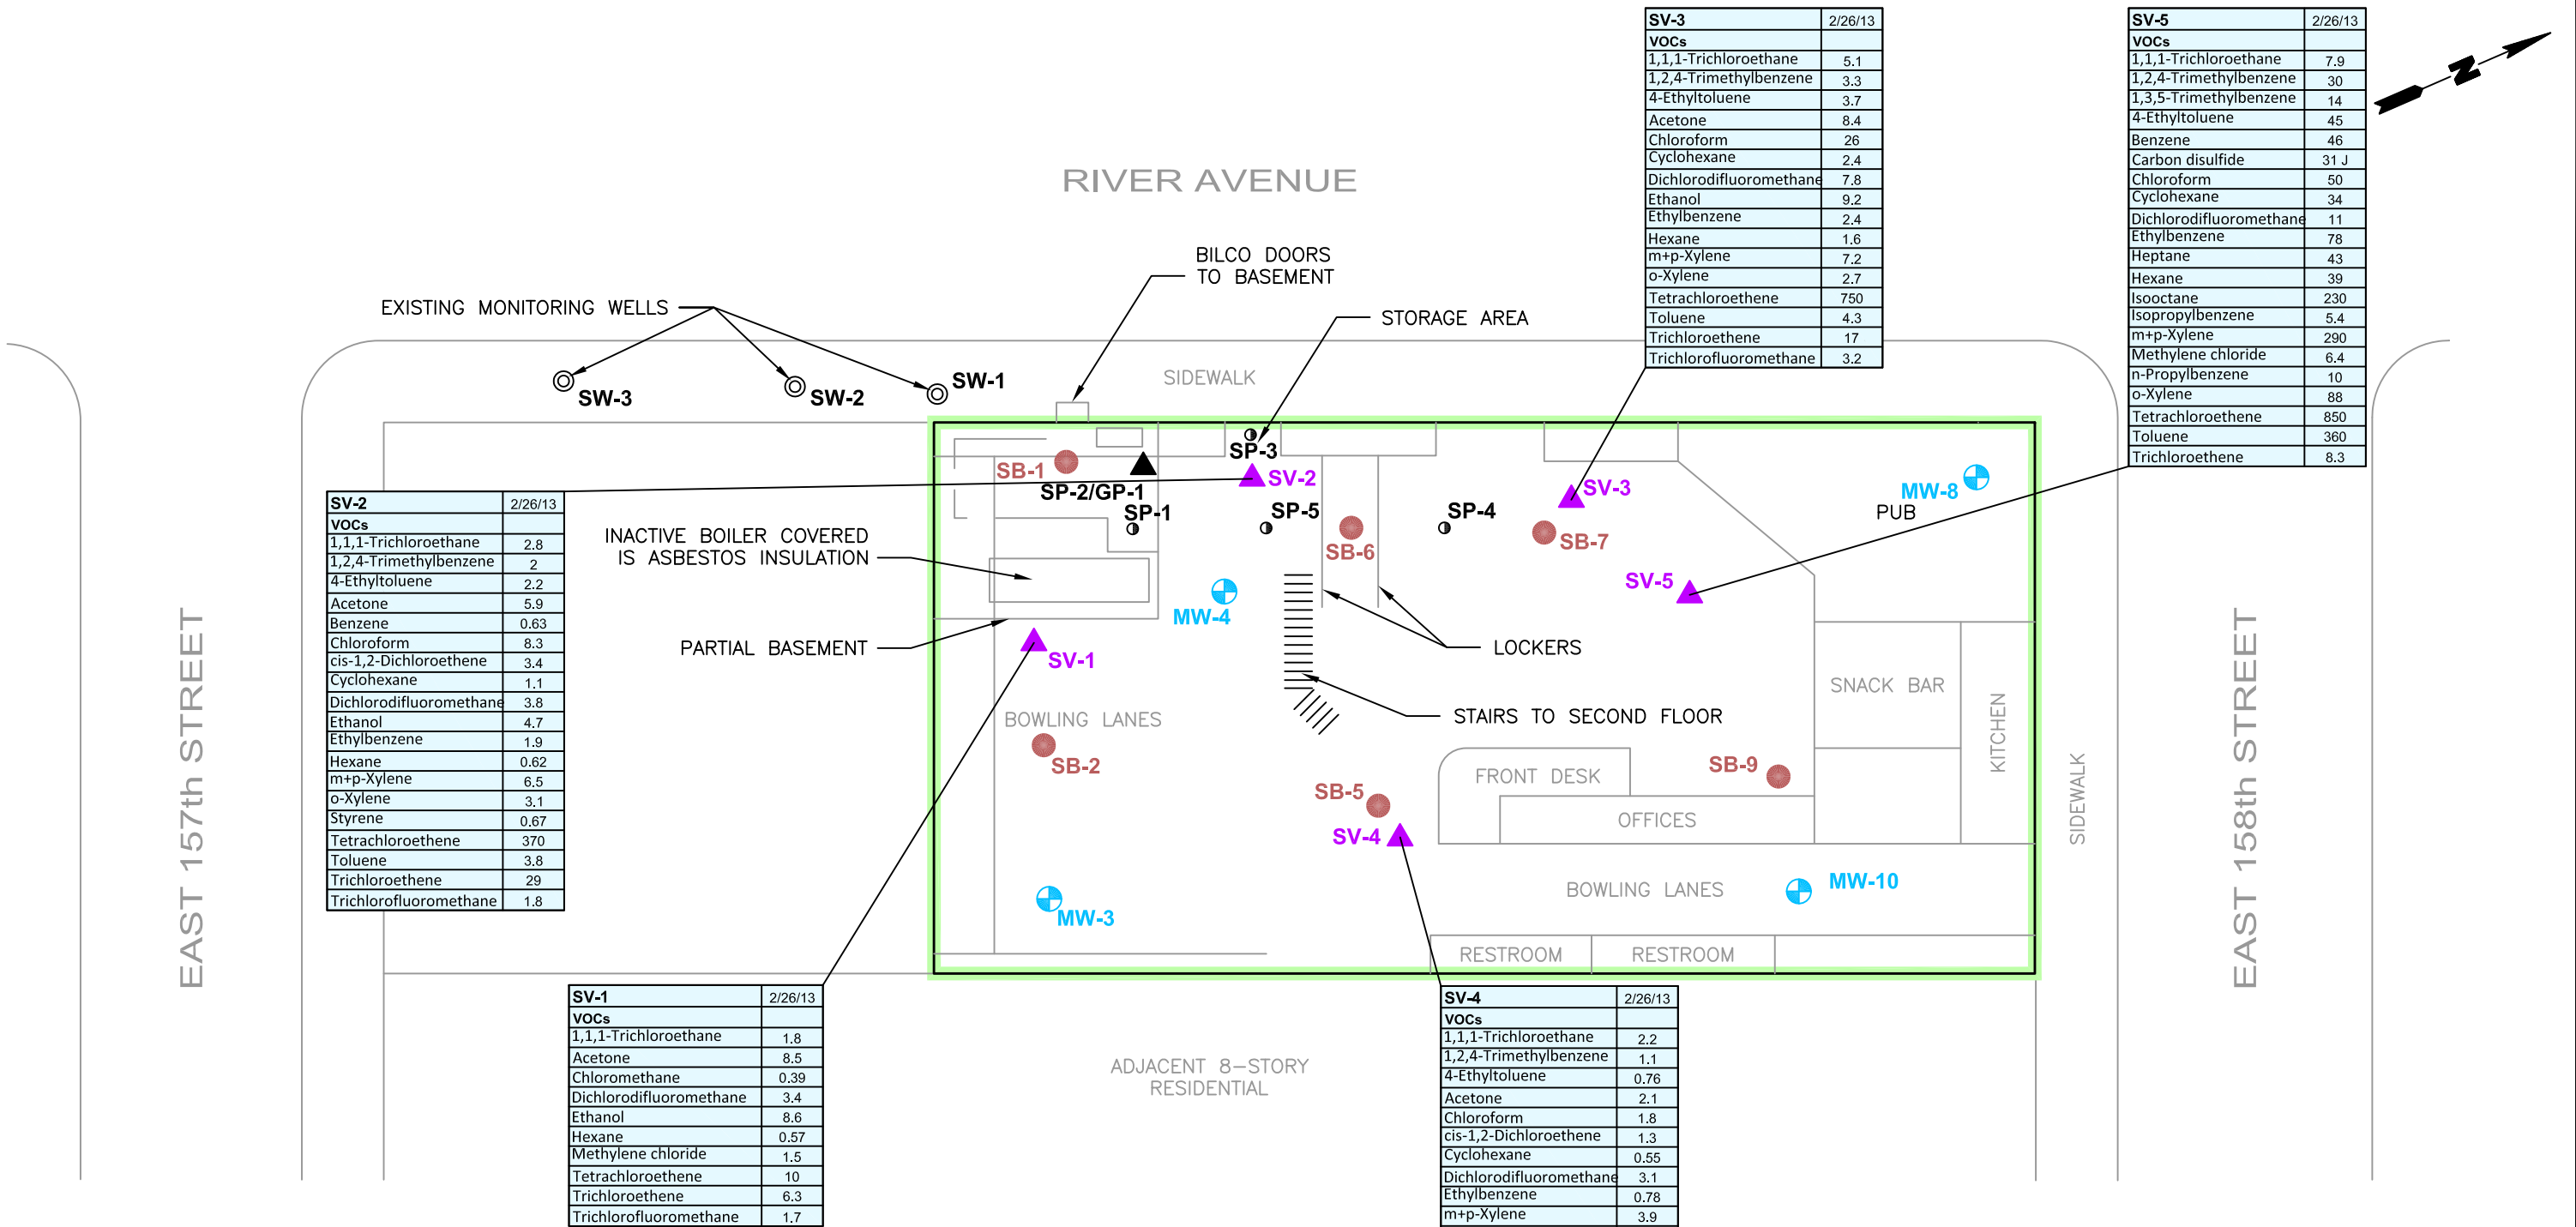 SV-3 2/26/13
VOCs
1,1,1-Trichloroethane 5.1
1,2,4-Trimethylbenzene 3.3
4-Ethyltoluene 3.7
Acetone 8.4
Chloroform 26
Cyclohexane 2.4
Dichlorodifluoromethane 7.8
Ethanol 9.2
Ethylbenzene 2.4
Hexane 1.6
m+p-Xylene 7.2
o-Xylene 2.7
Tetrachloroethene 750
Toluene 4.3
Trichloroethene 17
Trichlorofluoromethane 3.2
SV-5 2/26/13
VOCs
1,1,1-Trichloroethane 7.9
1,2,4-Trimethylbenzene 30
1,3,5-Trimethylbenzene 14
4-Ethyltoluene 45
Benzene 46
Carbon disulfide 31 J
Chloroform 50
Cyclohexane 34
Dichlorodifluoromethane 11
Ethylbenzene 78
Heptane 43
Hexane 39
Isooctane 230
Isopropylbenzene 5.4
m+p-Xylene 290
Methylene chloride 6.4
n-Propylbenzene 10
o-Xylene 88
Tetrachloroethene 850
Toluene 360
Trichloroethene 8.3
N
RIVER AVENUE
BILCO DOORS
TO BASEMENT
EXISTING MONITORING WELLS
STORAGE AREA
SIDEWALK
SW-3
SW-2
SW-1
SP-3
SB-1
SV-2
SP-2/GP-1
SP-1
SP-5
SP-4
SV-3
MW-8
PUB
SB-6
SB-7
SV-5
INACTIVE BOILER COVERED
IS ASBESTOS INSULATION
MW-4
PARTIAL BASEMENT
SV-1
LOCKERS
SNACK BAR
KITCHEN
STAIRS TO SECOND FLOOR
BOWLING LANES
SB-2
FRONT DESK
SB-9
SB-5
OFFICES
SV-4
SIDEWALK
BOWLING LANES
MW-10
MW-3
RESTROOM
RESTROOM
EAST 157th STREET
EAST 158th STREET
ADJACENT 8-STORY
RESIDENTIAL
SV-2 2/26/13
VOCs
1,1,1-Trichloroethane 2.8
1,2,4-Trimethylbenzene 2
4-Ethyltoluene 2.2
Acetone 5.9
Benzene 0.63
Chloroform 8.3
cis-1,2-Dichloroethene 3.4
Cyclohexane 1.1
Dichlorodifluoromethane 3.8
Ethanol 4.7
Ethylbenzene 1.9
Hexane 0.62
m+p-Xylene 6.5
o-Xylene 3.1
Styrene 0.67
Tetrachloroethene 370
Toluene 3.8
Trichloroethene 29
Trichlorofluoromethane 1.8
SV-1 2/26/13
VOCs
1,1,1-Trichloroethane 1.8
Acetone 8.5
Chloromethane 0.39
Dichlorodifluoromethane 3.4
Ethanol 8.6
Hexane 0.57
Methylene chloride 1.5
Tetrachloroethene 10
Trichloroethene 6.3
Trichlorofluoromethane 1.7
SV-4 2/26/13
VOCs
1,1,1-Trichloroethane 2.2
1,2,4-Trimethylbenzene 1.1
4-Ethyltoluene 0.76
Acetone 2.1
Chloroform 1.8
cis-1,2-Dichloroethene 1.3
Cyclohexane 0.55
Dichlorodifluoromethane 3.1
Ethylbenzene 0.78
m+p-Xylene 3.9